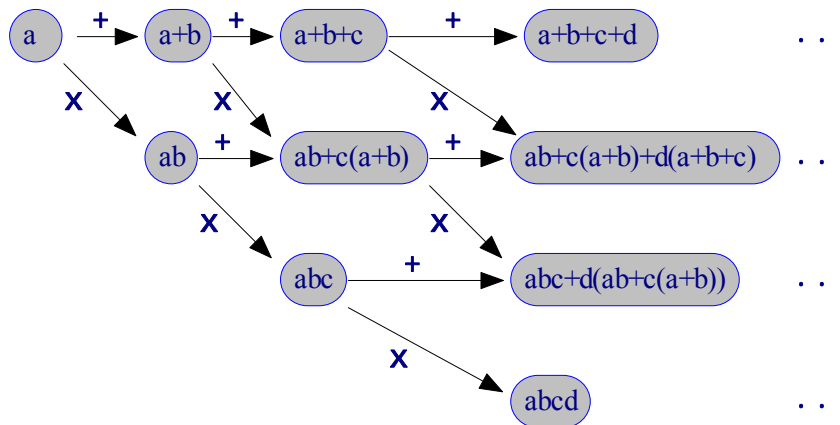 a + a+b + a+b+c + a+b+c+d . .
X X X
ab + ab+c(a+b) + ab+c(a+b)+d(a+b+c) . .
X X
abc + abc+d(ab+c(a+b)) . .
X
abcd . .